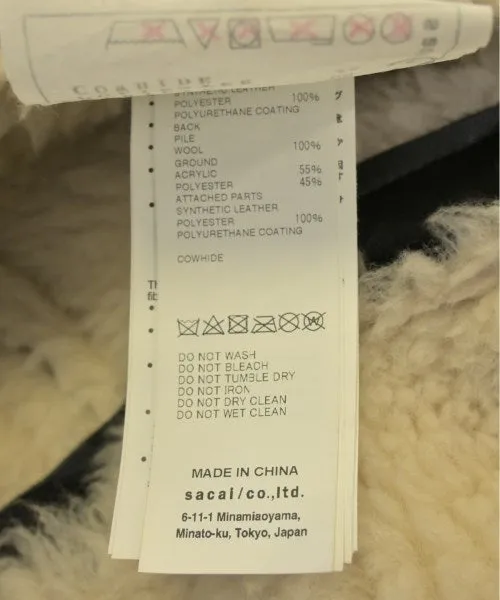 COWHIDE
SYNTHETIC LEATHER
POLYESTER 100%
POLYURETHANE COATING
BACK
PILE
WOOL 100%
GROUND
ACRYLIC 55%
POLYESTER 45%
ATTACHED PARTS
SYNTHETIC LEATHER
POLYESTER 100%
POLYURETHANE COATING
COWHIDE
DO NOT WASH
DO NOT BLEACH
DO NOT TUMBLE DRY
DO NOT IRON
DO NOT DRY CLEAN
DO NOT WET CLEAN
MADE IN CHINA
sacai/co.,ltd.
6-11-1 Minamiaoyama,
Minato-ku, Tokyo, Japan